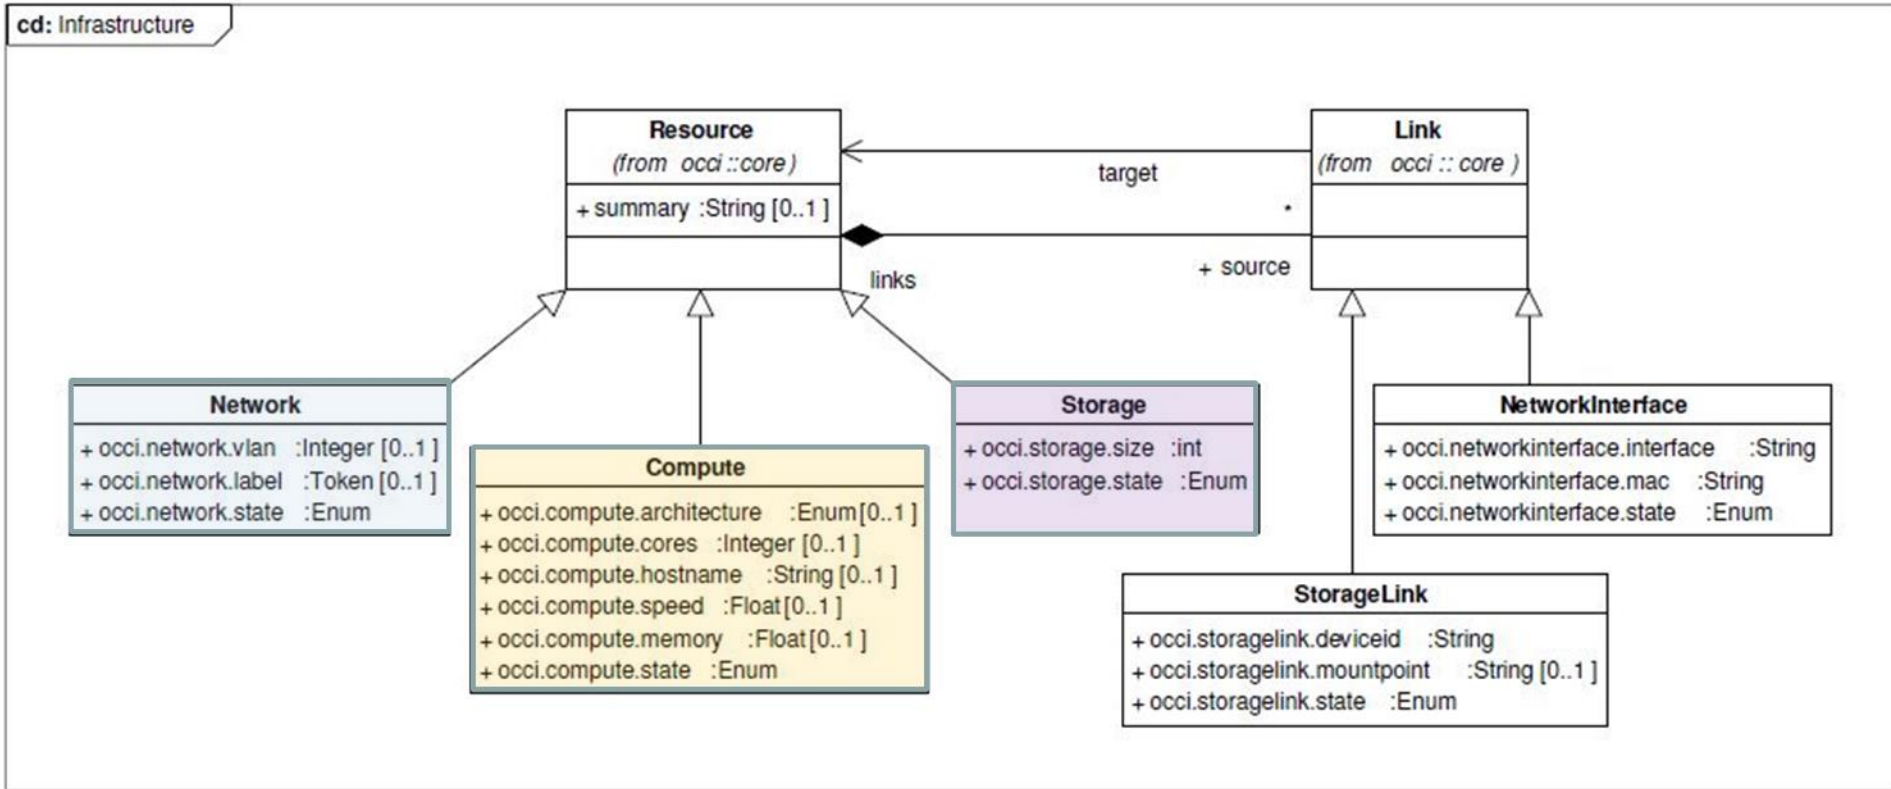 cd: Infrastructure
Resource
(from occi::core)
+ summary :String [0..1]
Link
(from occi :: core)
target
*
+ source
links
Network
+ occi.network.vlan :Integer [0..1]
+ occi.network.label :Token [0..1]
+ occi.network.state :Enum
Compute
+ occi.compute.architecture :Enum[0..1]
+ occi.compute.cores :Integer [0..1]
+ occi.compute.hostname :String [0..1]
+ occi.compute.speed :Float[0..1]
+ occi.compute.memory :Float[0..1]
+ occi.compute.state :Enum
Storage
+ occi.storage.size :int
+ occi.storage.state :Enum
NetworkInterface
+ occi.networkinterface.interface :String
+ occi.networkinterface.mac :String
+ occi.networkinterface.state :Enum
StorageLink
+ occi.storagelink.deviceid :String
+ occi.storagelink.mountpoint :String [0..1]
+ occi.storagelink.state :Enum